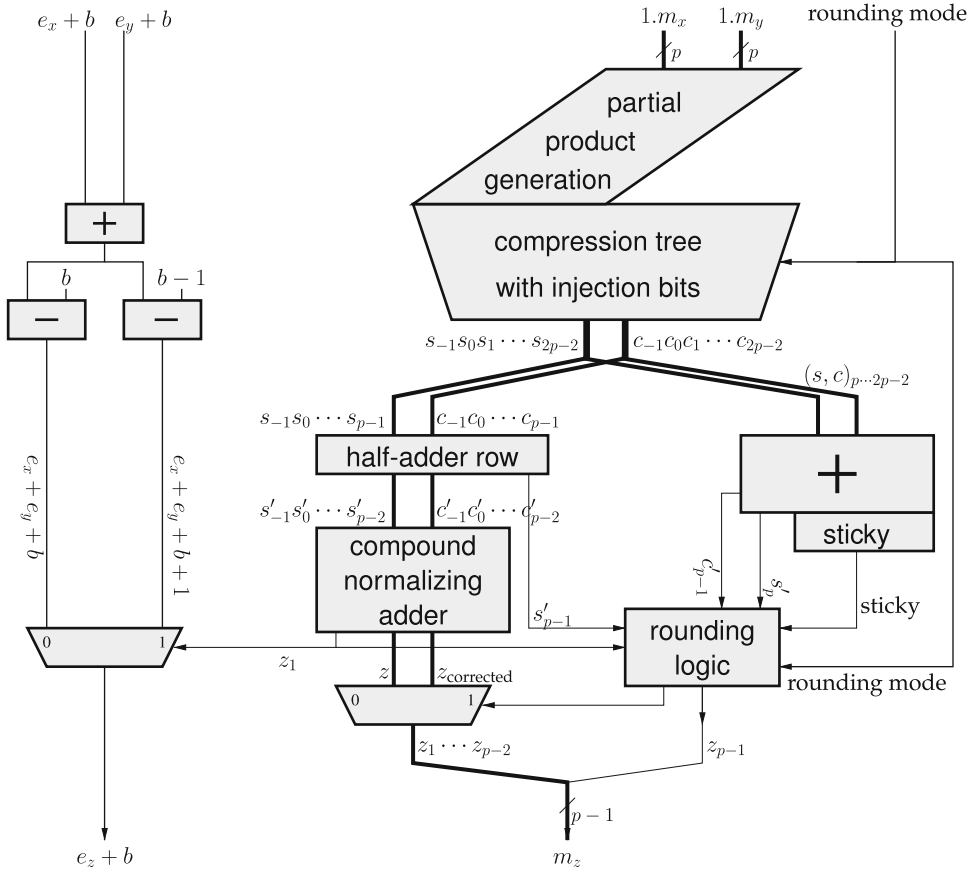 e_x + b e_y + b 1.m_x 1.m_y rounding mode
p p
partial
product
generation
+
compression tree
with injection bits
b b − 1
− −
s_{−1}s_0s_1 ⋯ s_{2p−2} c_{−1}c_0c_1 ⋯ c_{2p−2}
(s, c)_{p⋯2p−2}
s_{−1}s_0 ⋯ s_{p−1} c_{−1}c_0 ⋯ c_{p−1}
half-adder row
+
e_x + e_y + b
e_x + e_y + b + 1
s′_{−1}s′_0 ⋯ s′_{p−2} c′_{−1}c′_0 ⋯ c′_{p−2}
sticky
compound
normalizing
adder
c′_{p−1} s′_p
sticky
s′_{p−1}
rounding
logic
0 1
z_1
z z_{corrected}
rounding mode
0 1
z_1 ⋯ z_{p−2} z_{p−1}
p − 1
e_z + b m_z